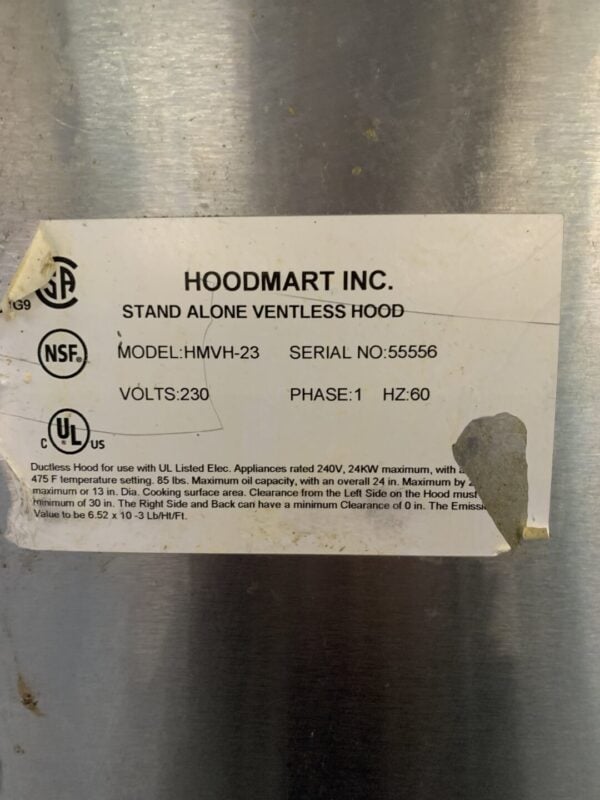 HOODMART INC.
STAND ALONE VENTLESS HOOD
SA
G9
NSF®
MODEL:HMVH-23 SERIAL NO:55556
VOLTS:230 PHASE:1 HZ:60
C UL US
Ductless Hood for use with UL Listed Elec. Appliances rated 240V, 24KW maximum, with
475 F temperature setting. 85 lbs. Maximum oil capacity, with an overall 24 in. Maximum by
maximum or 13 in. Dia. Cooking surface area. Clearance from the Left Side on the Hood must
minimum of 30 in. The Right Side and Back can have a minimum Clearance of 0 in. The
Value to be 6.52 x 10 -3 Lb/Ht/Ft.